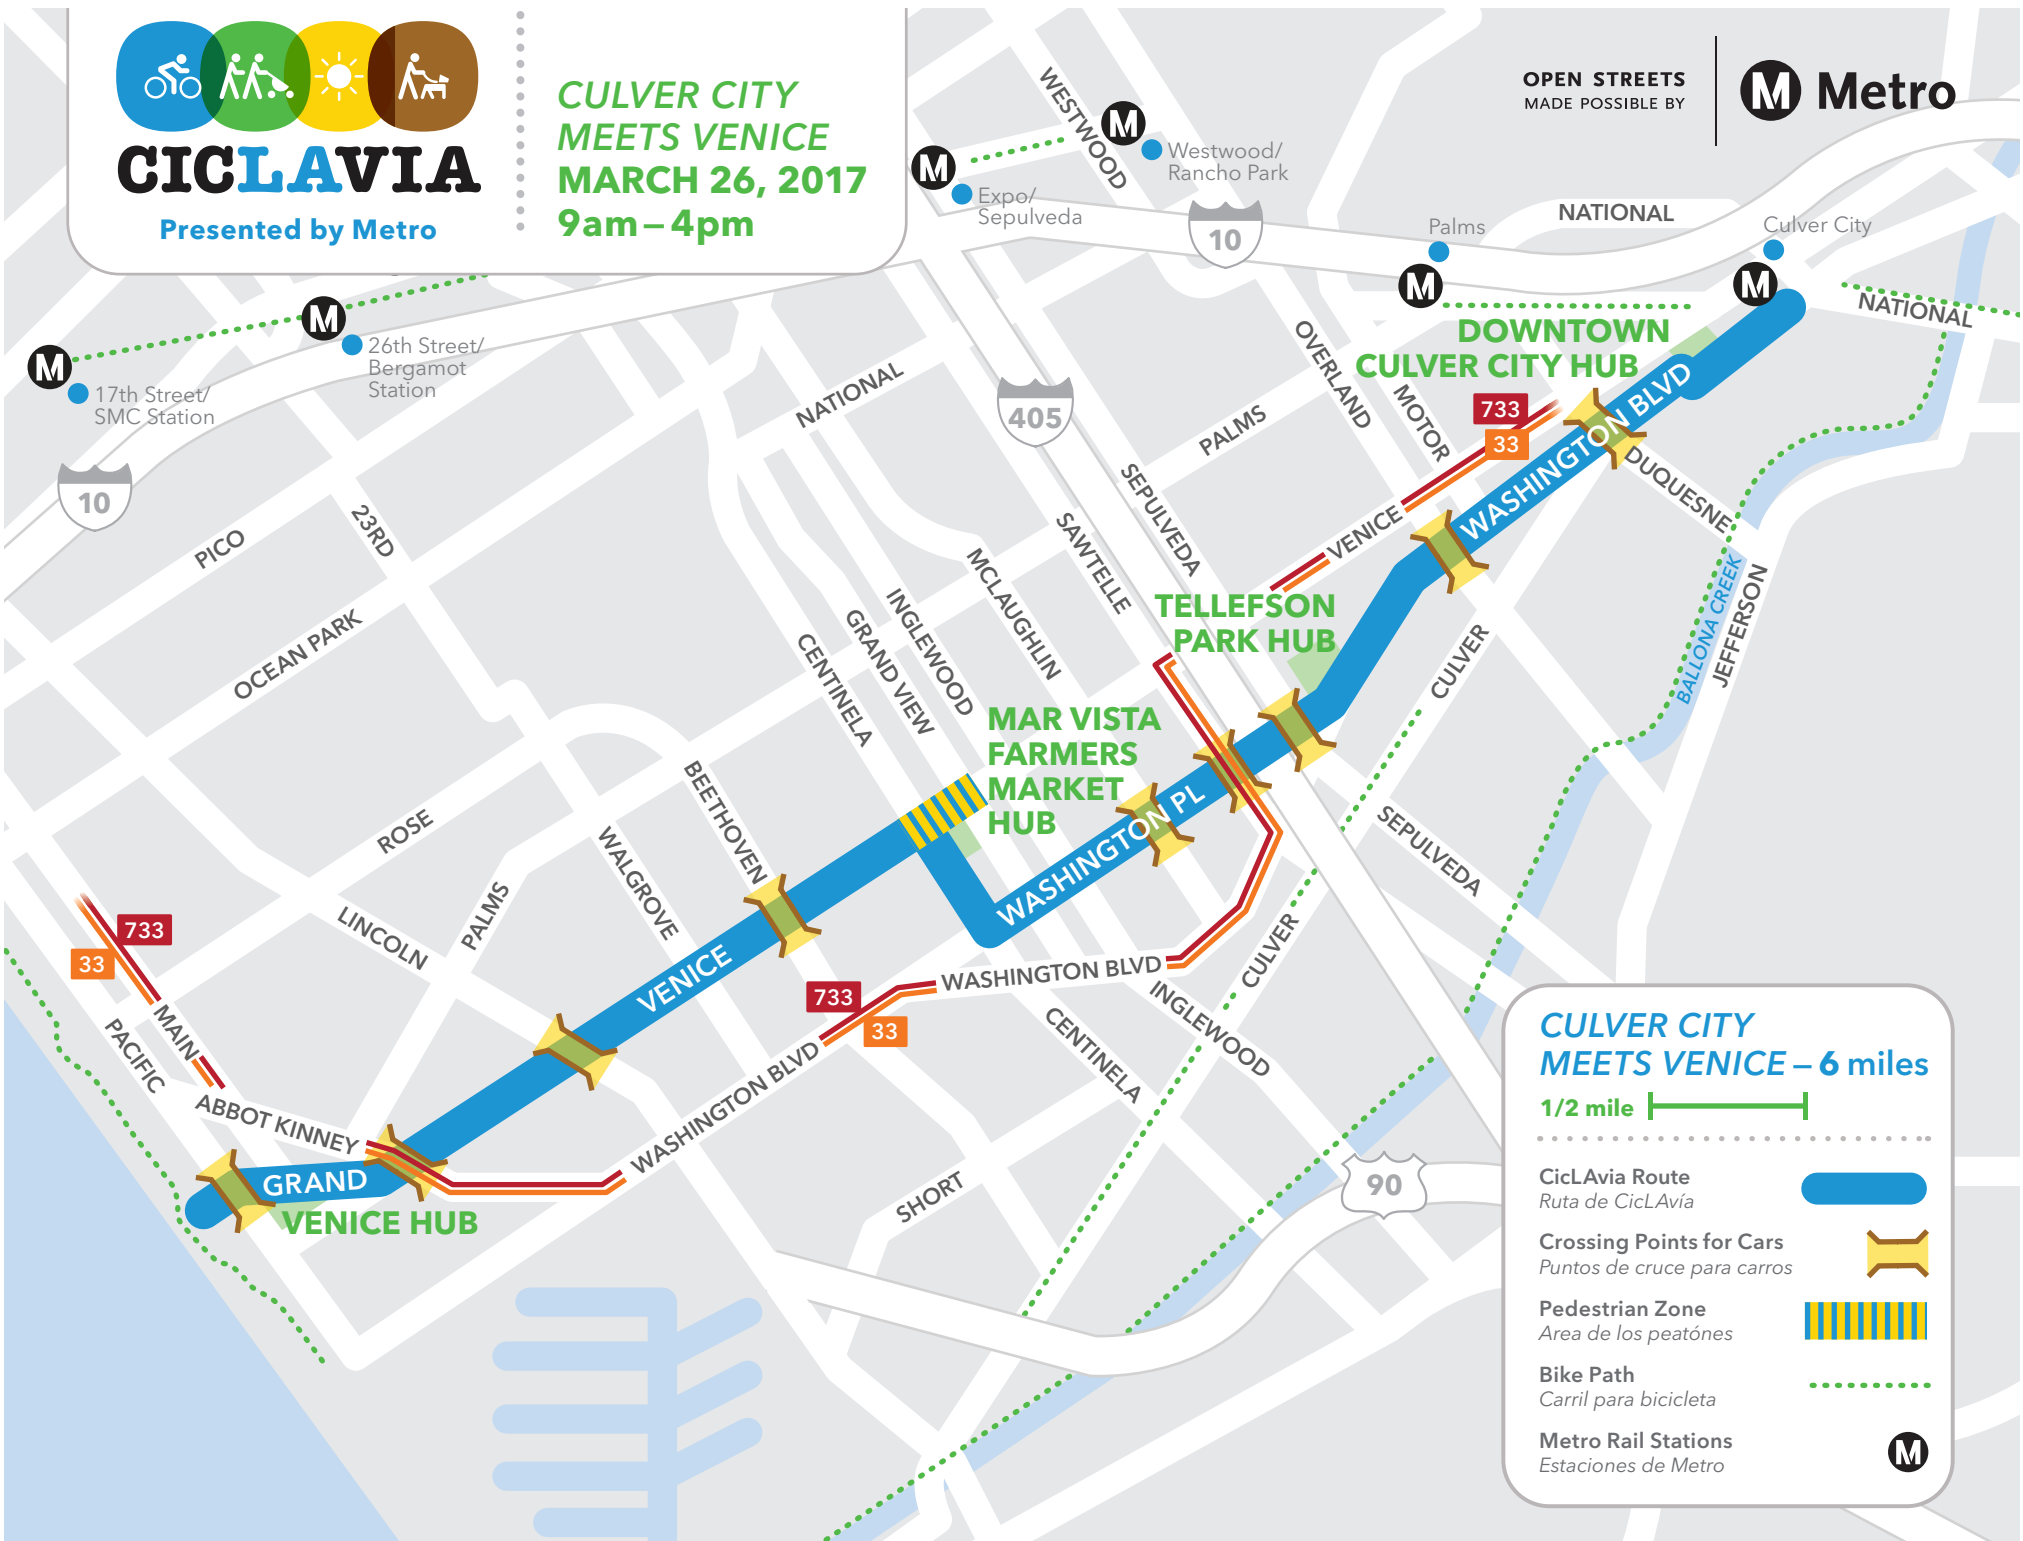 CICLAVIA
Presented by Metro
CULVER CITY
MEETS VENICE
MARCH 26, 2017
9am–4pm
OPEN STREETS
MADE POSSIBLE BY
M Metro
WESTWOOD
M
Westwood/
Rancho Park
M
Expo/
Sepulveda
10
NATIONAL
Palms
M
Culver City
M
NATIONAL
M
26th Street/
Bergamot
Station
M
17th Street/
SMC Station
10
405
NATIONAL
PALMS
OVERLAND
MOTOR
DOWNTOWN
CULVER CITY HUB
733
33
WASHINGTON BLVD
DUQUESNE
VENICE
SEPULVEDA
SAWTELLE
MCLAUGHLIN
INGLEWOOD
GRAND VIEW
CENTINELA
PICO
23RD
OCEAN PARK
TELLEFSON
PARK HUB
CULVER
BALLONA CREEK
JEFFERSON
MAR VISTA
FARMERS
MARKET
HUB
WASHINGTON PL
SEPULVEDA
BEETHOVEN
WALGROVE
ROSE
LINCOLN
PALMS
VENICE
733
33
MAIN
PACIFIC
ABBOT KINNEY
GRAND
VENICE HUB
WASHINGTON BLVD
733
33
WASHINGTON BLVD
CULVER
INGLEWOOD
CENTINELA
SHORT
90
CULVER CITY
MEETS VENICE – 6 miles
1/2 mile
CicLAvia Route
Ruta de CicLAvía
Crossing Points for Cars
Puntos de cruce para carros
Pedestrian Zone
Area de los peatónes
Bike Path
Carril para bicicleta
Metro Rail Stations
Estaciones de Metro
M